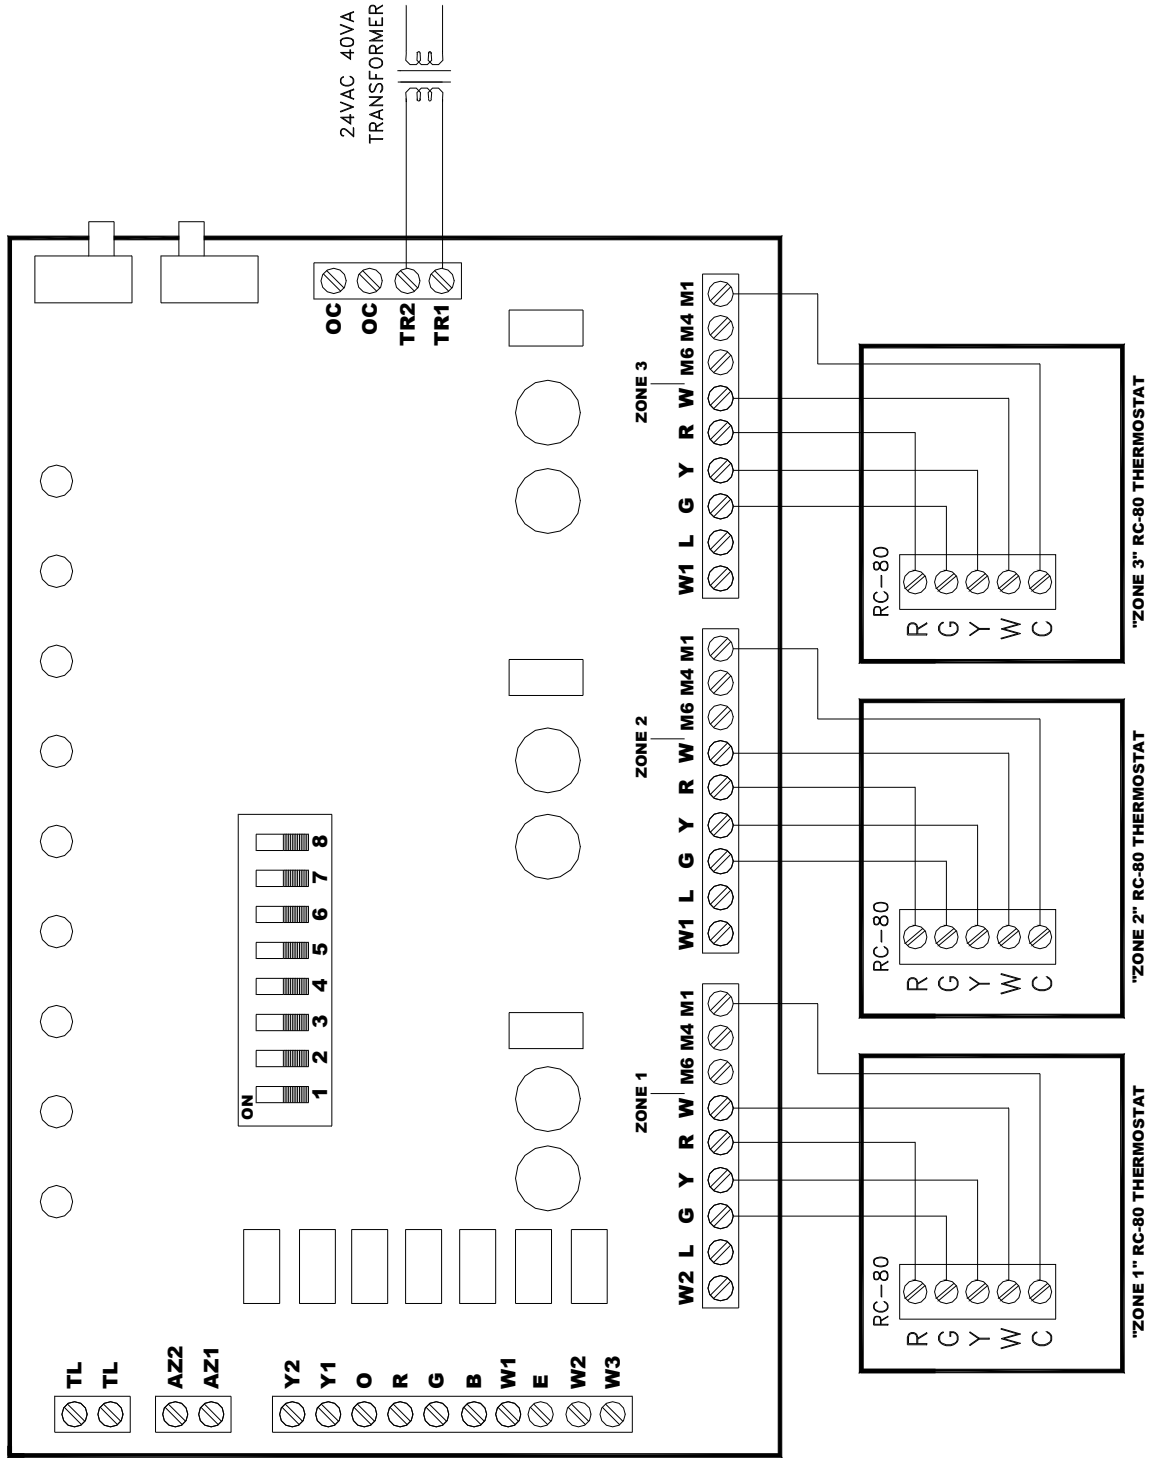 24VAC 40VA
TRANSFORMER
OC
OC
TR2
TR1
ON
1 2 3 4 5 6 7 8
TL
TL
AZ2
AZ1
Y2
Y1
O
R
G
B
W1
E
W2
W3
ZONE 1
W2 L G Y R W M6 M4 M1
ZONE 2
W1 L G Y R W M6 M4 M1
ZONE 3
W1 L G Y R W M6 M4 M1
RC-80
R
G
Y
W
C
"ZONE 1" RC-80 THERMOSTAT
RC-80
R
G
Y
W
C
"ZONE 2" RC-80 THERMOSTAT
RC-80
R
G
Y
W
C
"ZONE 3" RC-80 THERMOSTAT